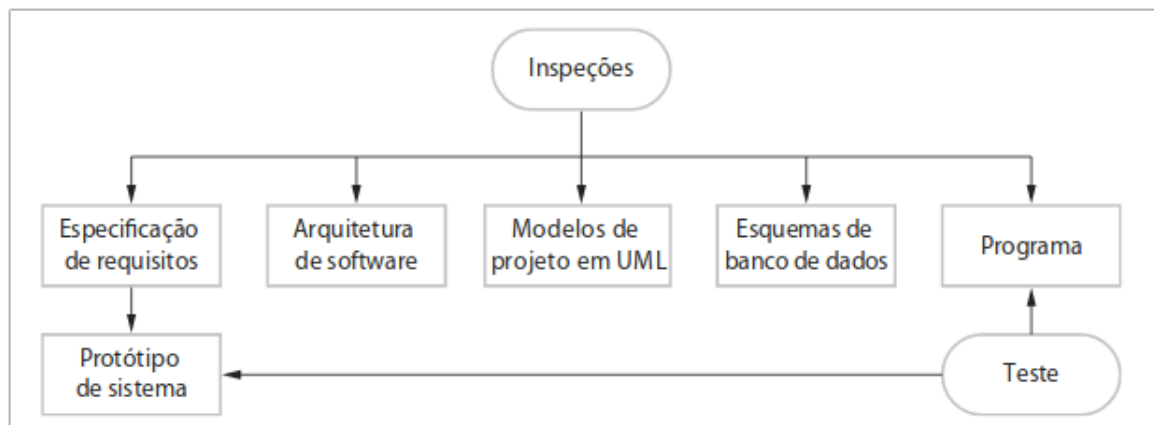 Inspeções
Especificação
de requisitos
Arquitetura
de software
Modelos de
projeto em UML
Esquemas de
banco de dados
Programa
Protótipo
de sistema
Teste